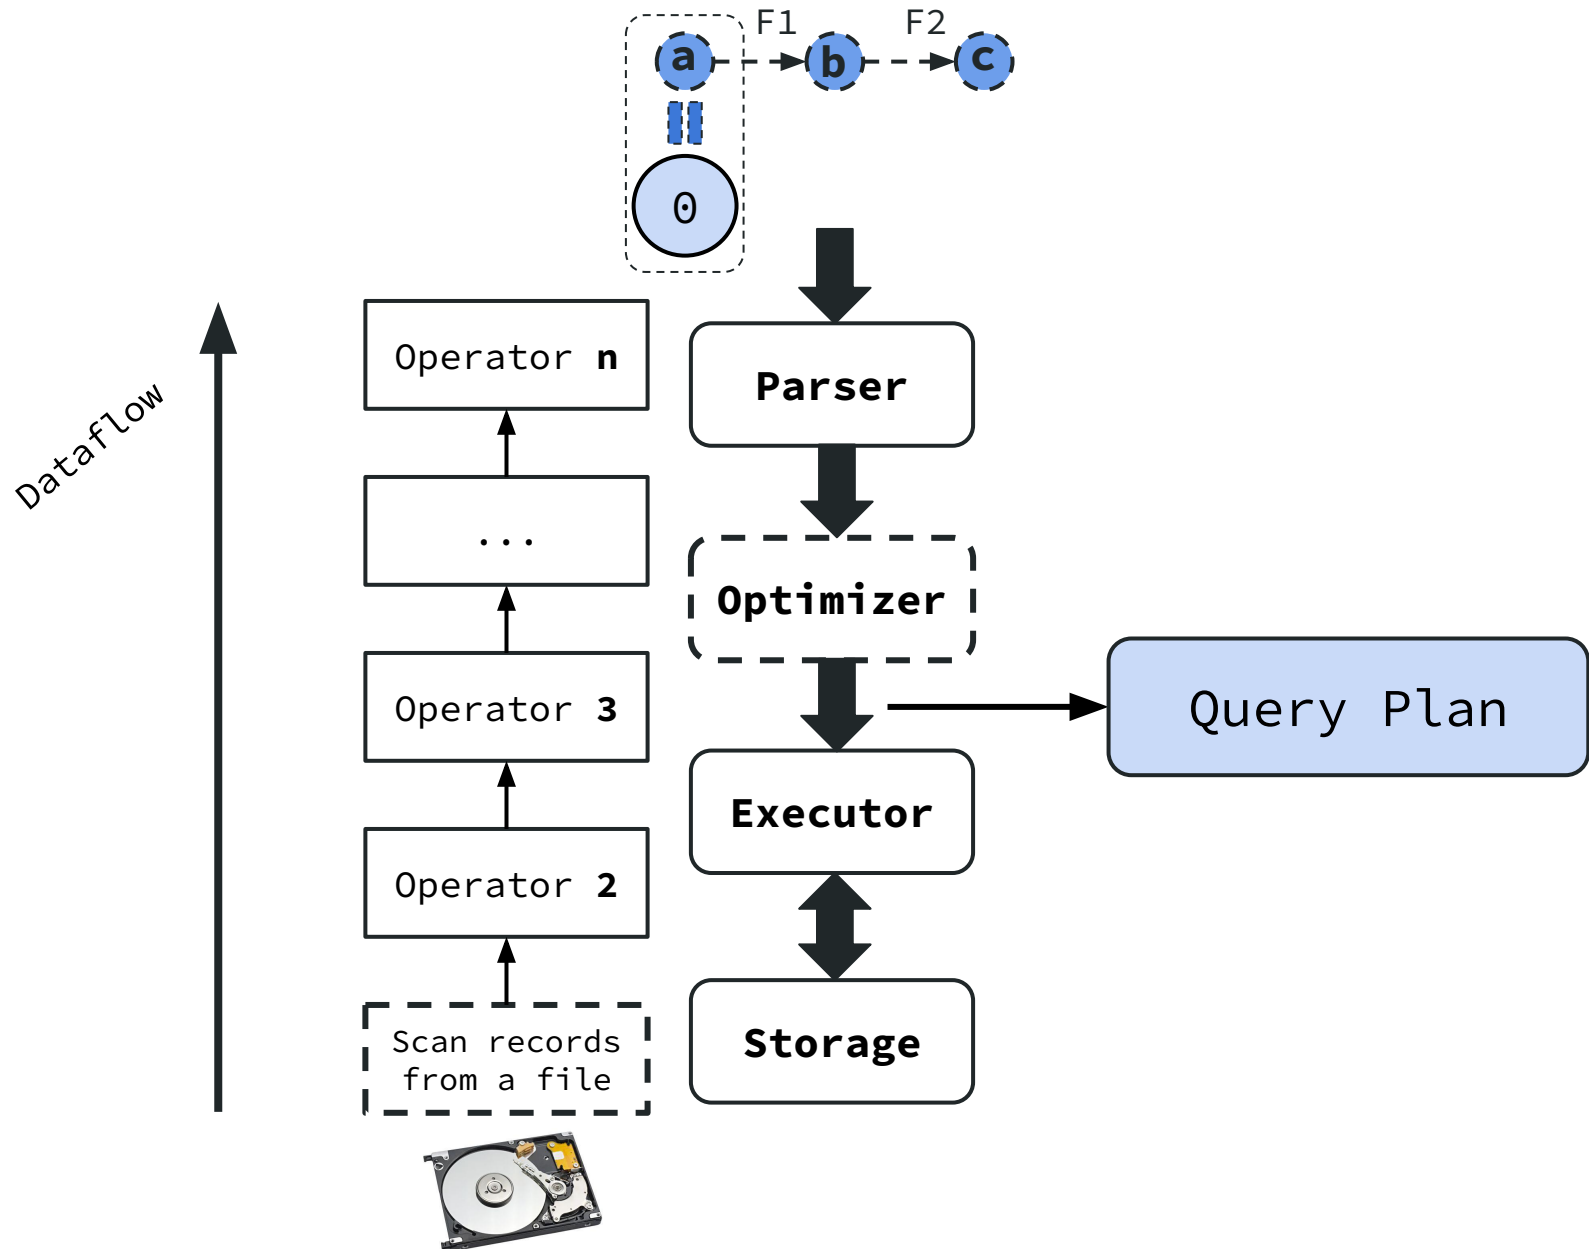 F1
F2
a
b
c
0
Operator n
Parser
Dataflow
...
Optimizer
Operator 3
Query Plan
Executor
Operator 2
Scan records
from a file
Storage